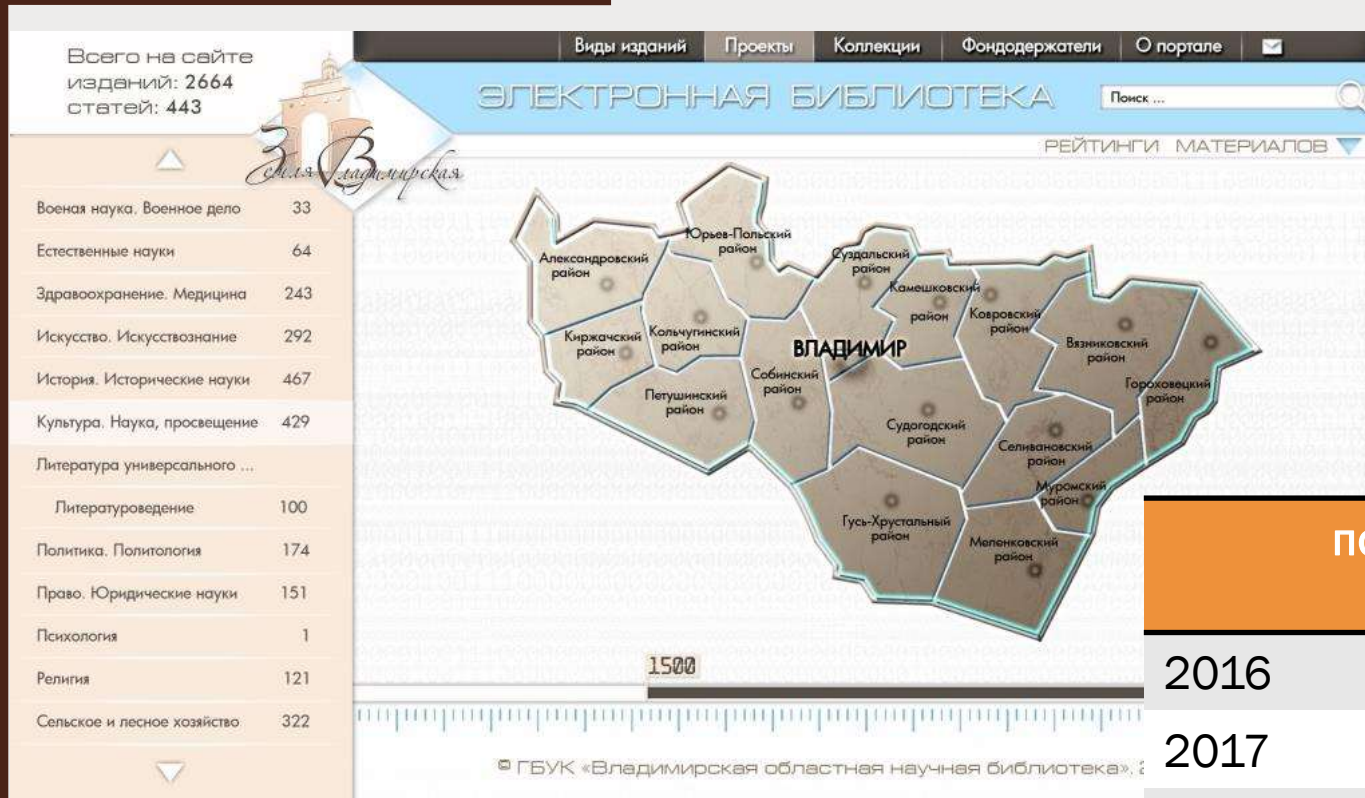 Всего на сайте
изданий: 2664
статей: 443
Земля Владимирская
Виды изданий Проекты Коллекции Фондодержатели О портале
ЭЛЕКТРОННАЯ БИБЛИОТЕКА
Поиск ...
РЕЙТИНГИ МАТЕРИАЛОВ
Военая наука. Военное дело 33
Естественные науки 64
Здравоохранение. Медицина 243
Искусство. Искусствознание 292
История. Исторические науки 467
Культура. Наука, просвещение 429
Литература универсального ...
Литературоведение 100
Политика. Политология 174
Право. Юридические науки 151
Психология 1
Религия 121
Сельское и лесное хозяйство 322
Юрьев-Польский
район
Александровский
район
Суздальский
район
Камешковский
район
Ковровский
район
Киржачский
район
Кольчугинский
район
ВЛАДИМИР
Вязниковский
район
Собинский
район
Петушинский
район
Гороховецкий
район
Судогодский
район
Селивановский
район
Муромский
район
Гусь-Хрустальный
район
Меленковский
район
1500
© ГБУК «Владимирская областная научная библиотека»,
2016
2017